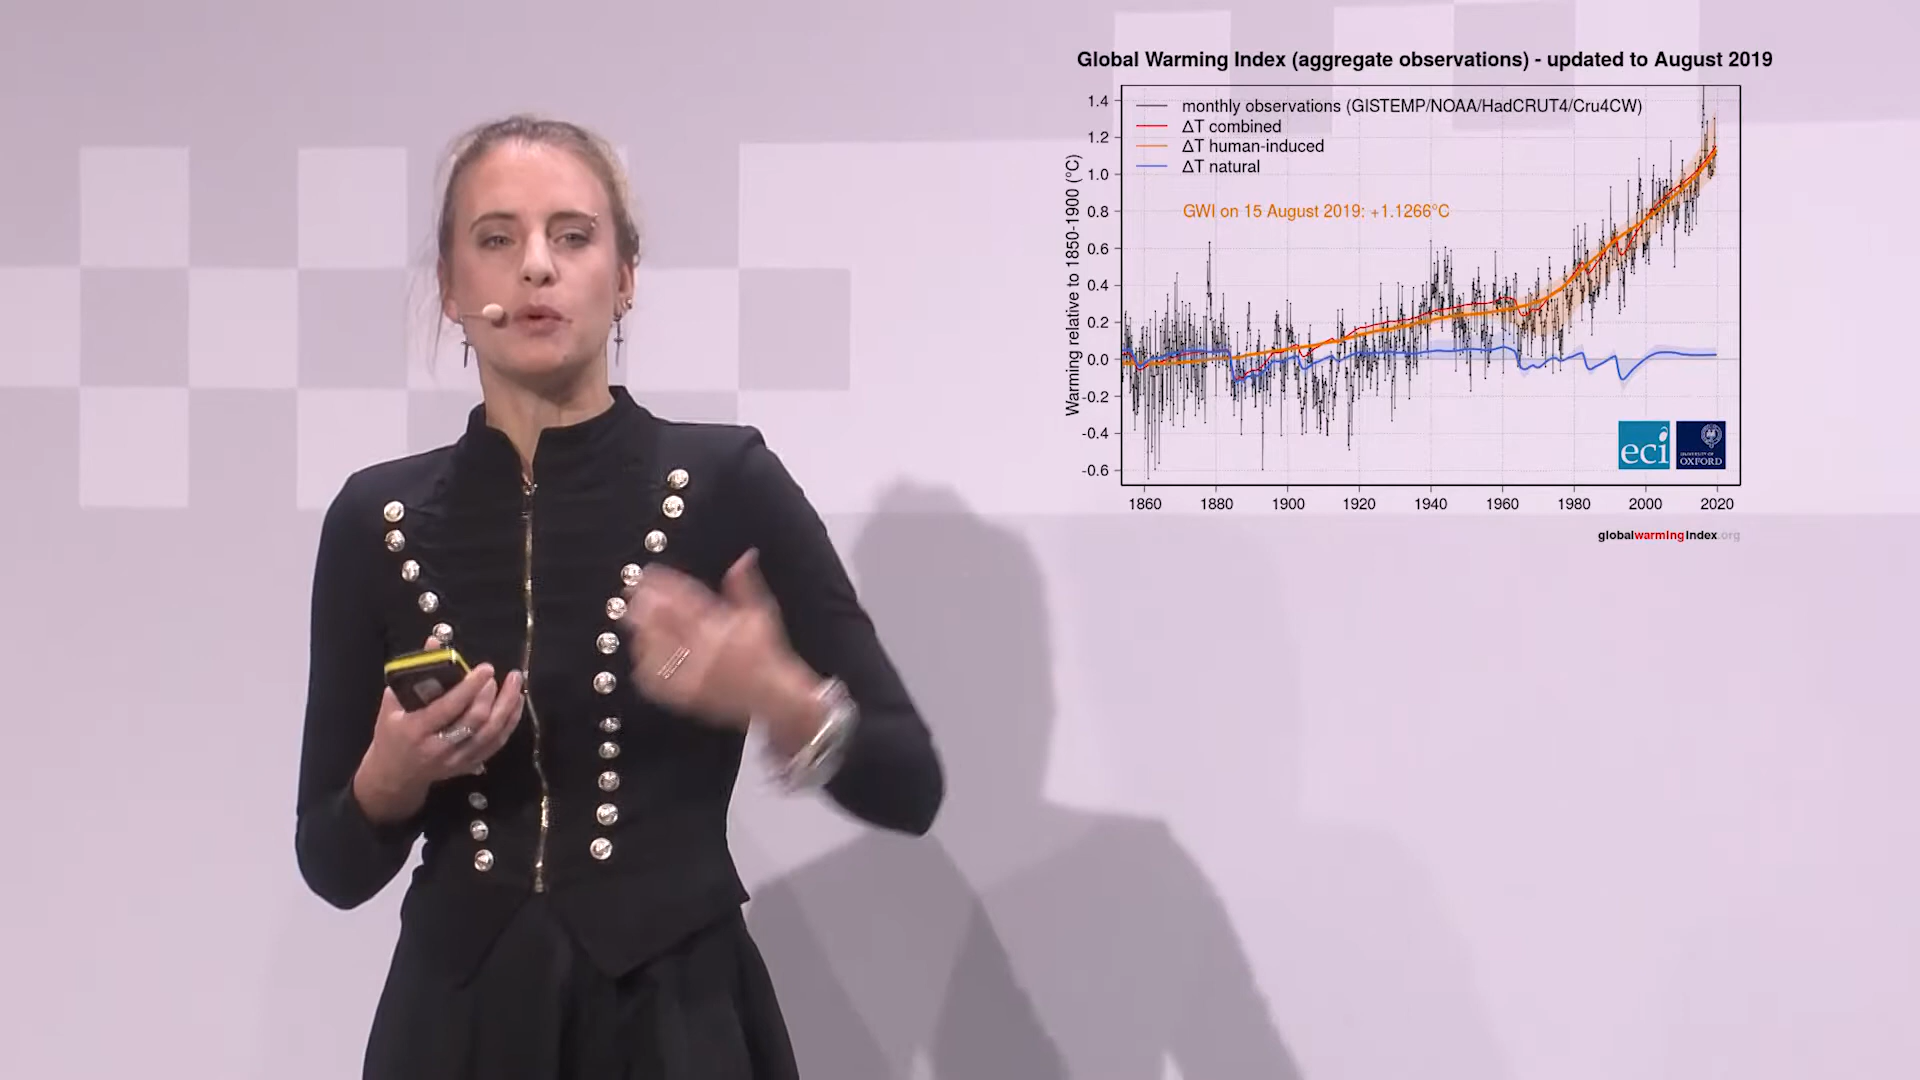 Global Warming Index (aggregate observations) - updated to August 2019
monthly observations (GISTEMP/NOAA/HadCRUT4/Cru4CW)
ΔT combined
ΔT human-induced
ΔT natural
GWI on 15 August 2019: +1.1266°C
Warming relative to 1850-1900 (°C)
1.4
1.2
1.0
0.8
0.6
0.4
0.2
0.0
-0.2
-0.4
-0.6
eci
UNIVERSITY OF
OXFORD
1860 1880 1900 1920 1940 1960 1980 2000 2020
globalwarmingindex.org